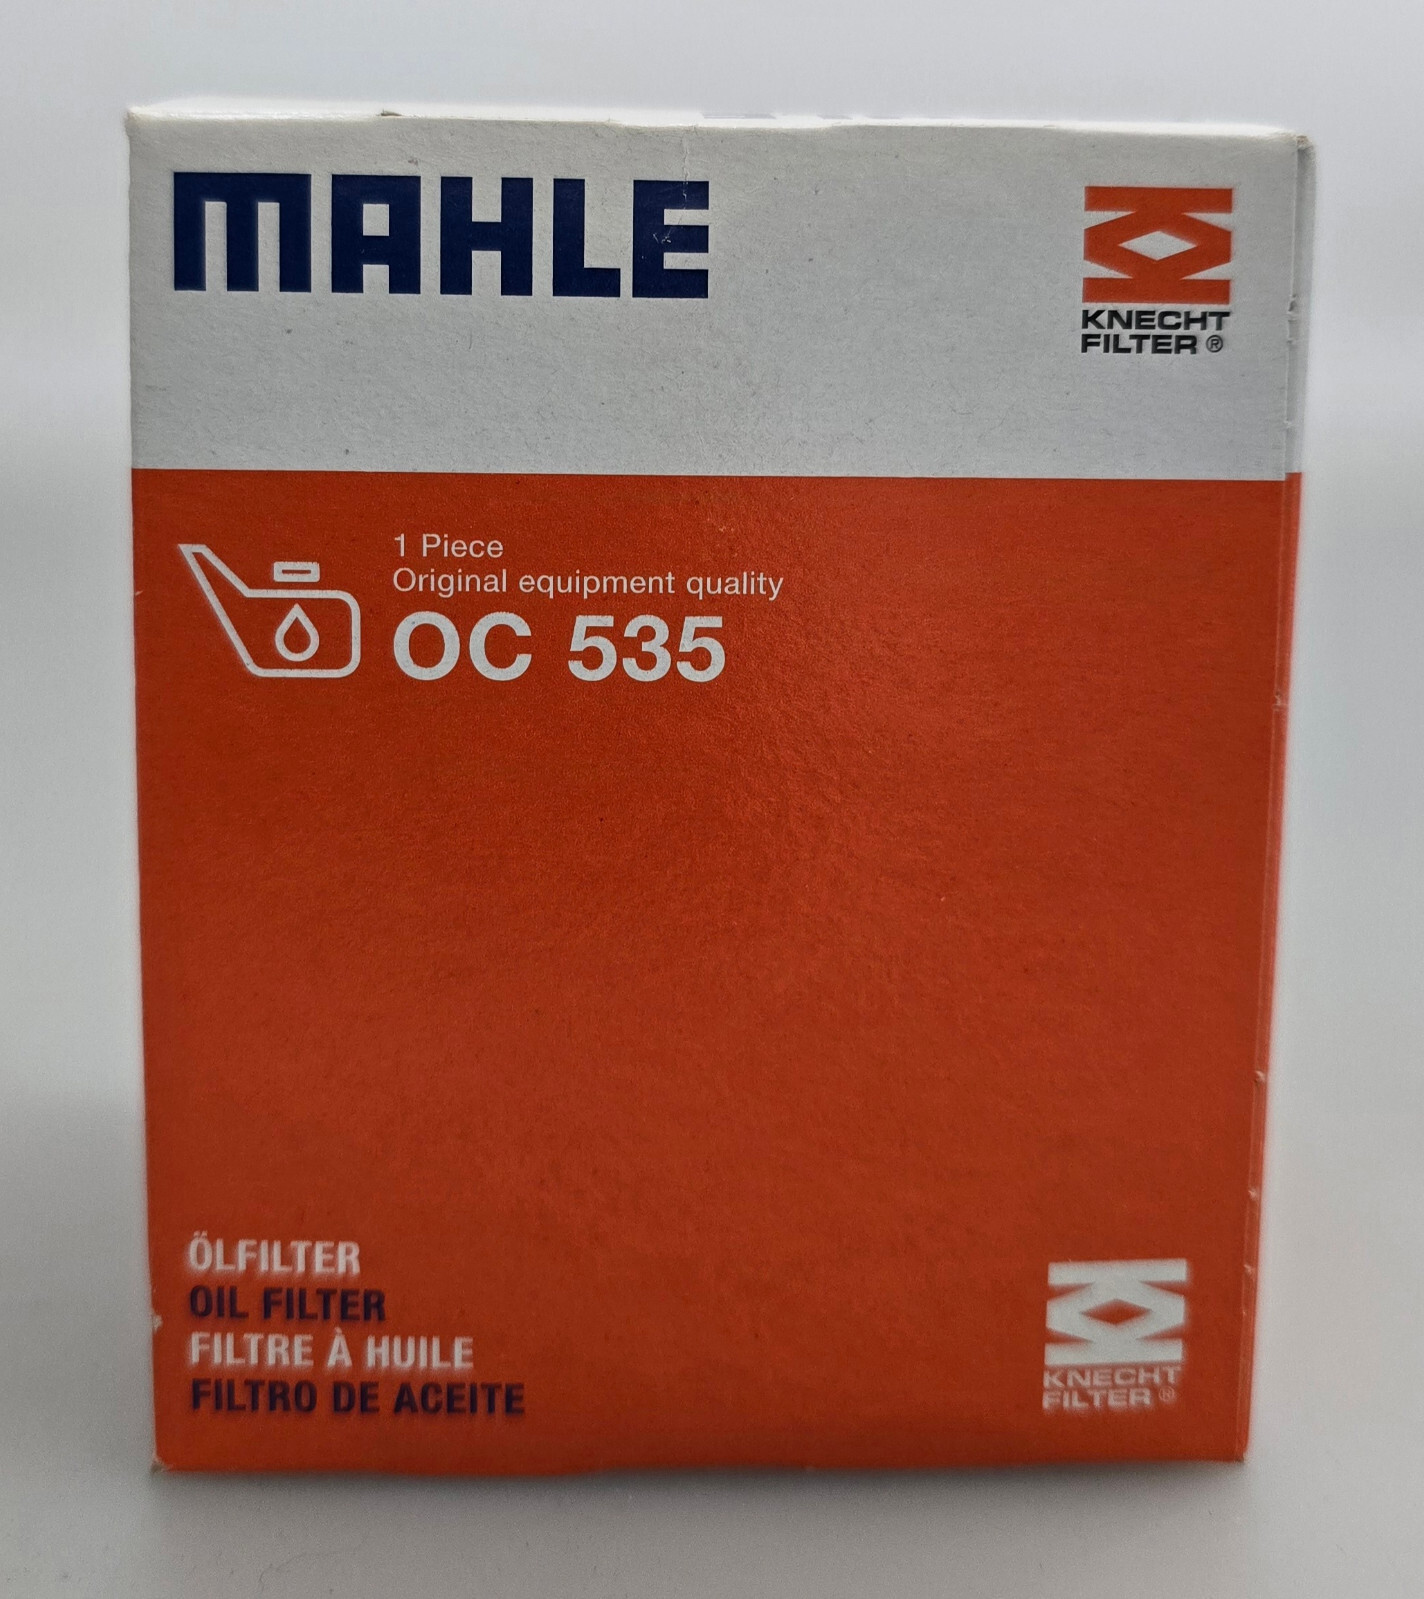 MAHLE
KNECHT
FILTER®
1 Piece
Original equipment quality
OC 535
ÖLFILTER
OIL FILTER
FILTRE À HUILE
FILTRO DE ACEITE
KNECHT
FILTER®